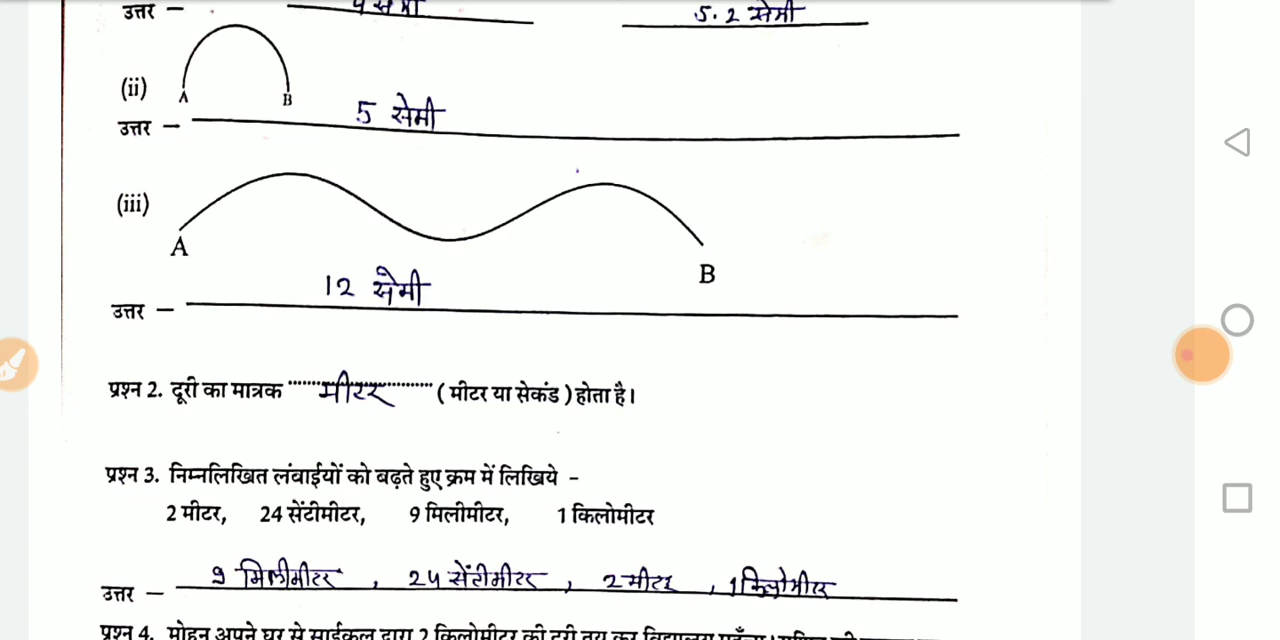 उत्तर – 4 सेमी 5.2 सेमी
(ii) A B
5 सेमी
उत्तर –
(iii)
A
B
12 सेमी
उत्तर –
प्रश्न 2. दूरी का मात्रक मीटर ( मीटर या सेकंड ) होता है।
प्रश्न 3. निम्नलिखित लंबाईयों को बढ़ते हुए क्रम में लिखिये -
2 मीटर, 24 सेंटीमीटर, 9 मिलीमीटर, 1 किलोमीटर
उत्तर – 9 मिलीमीटर , 24 सेंटीमीटर , 2 मीटर , 1 किलोमीटर
प्रश्न 4. मोहन अपने घर से साईकल द्वारा 2 किलोमीटर की दूरी तय कर विद्यालय